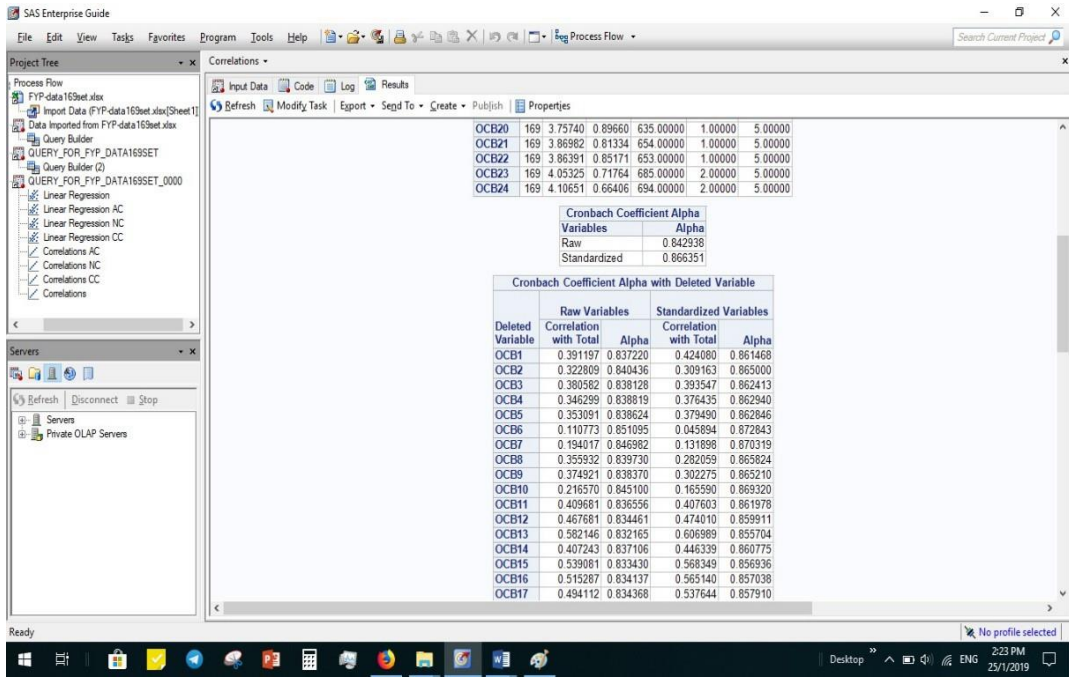 SAS Enterprise Guide
File Edit View Tasks Favorites Program Tools Help Process Flow
Search Current Project
Project Tree
Process Flow
FYP-data169set.xlsx
Import Data (FYP-data169set.xlsx[Sheet1]
Data Imported from FYP-data169set.xlsx
Query Builder
QUERY_FOR_FYP_DATA169SET
Query Builder (2)
QUERY_FOR_FYP_DATA169SET_0000
Linear Regression
Linear Regression AC
Linear Regression NC
Linear Regression CC
Correlations AC
Correlations NC
Correlations CC
Correlations
Servers
Refresh Disconnect Stop
Servers
Private OLAP Servers
Correlations
Input Data Code Log Results
Refresh Modify Task Export Send To Create Publish Properties
OCB20 169 3.75740 0.89660 635.00000 1.00000 5.00000
OCB21 169 3.86982 0.81334 654.00000 1.00000 5.00000
OCB22 169 3.86391 0.85171 653.00000 1.00000 5.00000
OCB23 169 4.05325 0.71764 685.00000 2.00000 5.00000
OCB24 169 4.10651 0.66406 694.00000 2.00000 5.00000
Cronbach Coefficient Alpha
Variables Alpha
Raw 0.842938
Standardized 0.866351
Cronbach Coefficient Alpha with Deleted Variable
Raw Variables Standardized Variables
Deleted Correlation Correlation
Variable with Total Alpha with Total Alpha
OCB1 0.391197 0.837220 0.424080 0.861468
OCB2 0.322809 0.840436 0.309163 0.865000
OCB3 0.380582 0.838128 0.393547 0.862413
OCB4 0.346299 0.838819 0.376435 0.862940
OCB5 0.353091 0.838624 0.379490 0.862846
OCB6 0.110773 0.851095 0.045894 0.872843
OCB7 0.194017 0.846982 0.131898 0.870319
OCB8 0.355932 0.839730 0.282059 0.865824
OCB9 0.374921 0.838370 0.302275 0.865210
OCB10 0.216570 0.845100 0.165590 0.869320
OCB11 0.409681 0.836556 0.407603 0.861978
OCB12 0.467681 0.834461 0.474010 0.859911
OCB13 0.582146 0.832165 0.606989 0.855704
OCB14 0.407243 0.837106 0.446339 0.860775
OCB15 0.539081 0.833430 0.568349 0.856936
OCB16 0.515287 0.834137 0.565140 0.857038
OCB17 0.494112 0.834368 0.537644 0.857910
Ready
No profile selected
Desktop
ENG
2:23 PM
25/1/2019